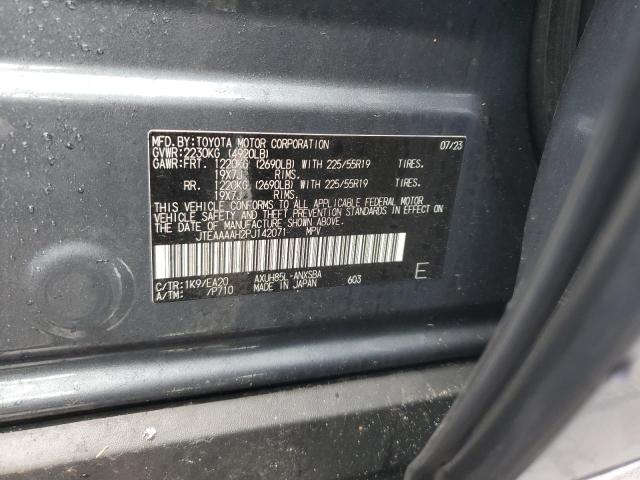 MFD.BY:TOYOTA MOTOR CORPORATION 07/23
GVWR:2230KG (4920LB)
GAWR:FRT. 1220KG (2690LB) WITH 225/55R19 TIRES.
19X7J RIMS.
RR. 1220KG (2690LB) WITH 225/55R19 TIRES.
19X7J RIMS.
THIS VEHICLE CONFORMS TO ALL APPLICABLE FEDERAL MOTOR
VEHICLE SAFETY AND THEFT PREVENTION STANDARDS IN EFFECT ON
THE DATE OF MANUFACTURE SHOWN ABOVE.
JTEAAAAH2PJ142071 MPV
C/TR:1K9/EA20 AXUH85L-ANXSBA 603 E
A/TM: /P710 MADE IN JAPAN